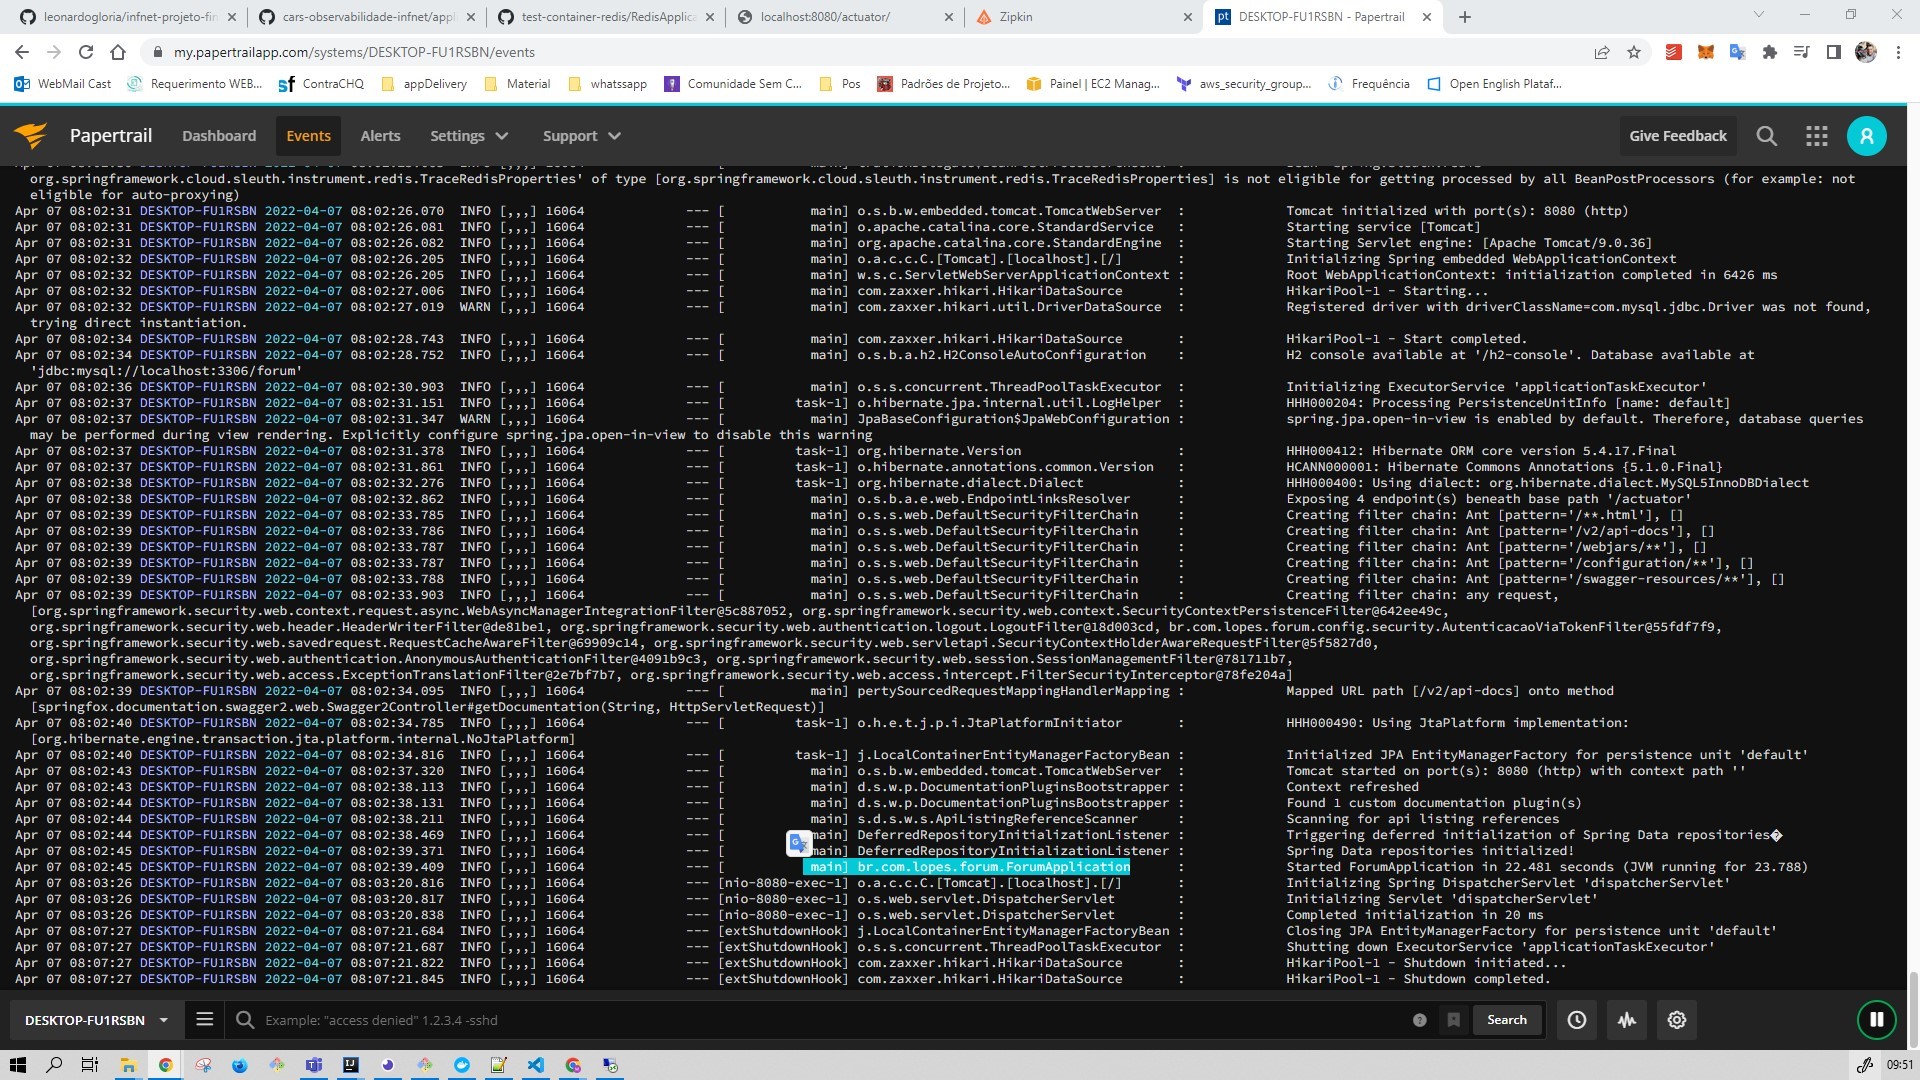 leonardogloria/infnet-projeto-fin
cars-observabilidade-infnet/appl
test-container-redis/RedisApplica
localhost:8080/actuator/
Zipkin
pt DESKTOP-FU1RSBN - Papertrail
my.papertrailapp.com/systems/DESKTOP-FU1RSBN/events
WebMail Cast Requerimento WEB... ContraCHQ appDelivery Material whatssapp Comunidade Sem C... Pos Padrões de Projeto... Painel | EC2 Manag... aws_security_group... Frequência Open English Plataf...
Papertrail Dashboard Events Alerts Settings Support Give Feedback
org.springframework.cloud.sleuth.instrument.redis.TraceRedisProperties' of type [org.springframework.cloud.sleuth.instrument.redis.TraceRedisProperties] is not eligible for getting processed by all BeanPostProcessors (for example: not
eligible for auto-proxying)
Apr 07 08:02:31 DESKTOP-FU1RSBN 2022-04-07 08:02:26.070 INFO [,,,] 16064 --- [ main] o.s.b.w.embedded.tomcat.TomcatWebServer : Tomcat initialized with port(s): 8080 (http)
Apr 07 08:02:31 DESKTOP-FU1RSBN 2022-04-07 08:02:26.081 INFO [,,,] 16064 --- [ main] o.apache.catalina.core.StandardService : Starting service [Tomcat]
Apr 07 08:02:31 DESKTOP-FU1RSBN 2022-04-07 08:02:26.082 INFO [,,,] 16064 --- [ main] org.apache.catalina.core.StandardEngine : Starting Servlet engine: [Apache Tomcat/9.0.36]
Apr 07 08:02:32 DESKTOP-FU1RSBN 2022-04-07 08:02:26.205 INFO [,,,] 16064 --- [ main] o.a.c.c.C.[Tomcat].[localhost].[/] : Initializing Spring embedded WebApplicationContext
Apr 07 08:02:32 DESKTOP-FU1RSBN 2022-04-07 08:02:26.205 INFO [,,,] 16064 --- [ main] w.s.c.ServletWebServerApplicationContext : Root WebApplicationContext: initialization completed in 6426 ms
Apr 07 08:02:32 DESKTOP-FU1RSBN 2022-04-07 08:02:27.006 INFO [,,,] 16064 --- [ main] com.zaxxer.hikari.HikariDataSource : HikariPool-1 - Starting...
Apr 07 08:02:32 DESKTOP-FU1RSBN 2022-04-07 08:02:27.019 WARN [,,,] 16064 --- [ main] com.zaxxer.hikari.util.DriverDataSource : Registered driver with driverClassName=com.mysql.jdbc.Driver was not found,
trying direct instantiation.
Apr 07 08:02:34 DESKTOP-FU1RSBN 2022-04-07 08:02:28.743 INFO [,,,] 16064 --- [ main] com.zaxxer.hikari.HikariDataSource : HikariPool-1 - Start completed.
Apr 07 08:02:34 DESKTOP-FU1RSBN 2022-04-07 08:02:28.752 INFO [,,,] 16064 --- [ main] o.s.b.a.h2.H2ConsoleAutoConfiguration : H2 console available at '/h2-console'. Database available at
'jdbc:mysql://localhost:3306/forum'
Apr 07 08:02:36 DESKTOP-FU1RSBN 2022-04-07 08:02:30.903 INFO [,,,] 16064 --- [ main] o.s.s.concurrent.ThreadPoolTaskExecutor : Initializing ExecutorService 'applicationTaskExecutor'
Apr 07 08:02:37 DESKTOP-FU1RSBN 2022-04-07 08:02:31.151 INFO [,,,] 16064 --- [ task-1] o.hibernate.jpa.internal.util.LogHelper : HHH000204: Processing PersistenceUnitInfo [name: default]
Apr 07 08:02:37 DESKTOP-FU1RSBN 2022-04-07 08:02:31.347 WARN [,,,] 16064 --- [ main] JpaBaseConfiguration$JpaWebConfiguration : spring.jpa.open-in-view is enabled by default. Therefore, database queries
may be performed during view rendering. Explicitly configure spring.jpa.open-in-view to disable this warning
Apr 07 08:02:37 DESKTOP-FU1RSBN 2022-04-07 08:02:31.378 INFO [,,,] 16064 --- [ task-1] org.hibernate.Version : HHH000412: Hibernate ORM core version 5.4.17.Final
Apr 07 08:02:37 DESKTOP-FU1RSBN 2022-04-07 08:02:31.861 INFO [,,,] 16064 --- [ task-1] o.hibernate.annotations.common.Version : HCANN000001: Hibernate Commons Annotations {5.1.0.Final}
Apr 07 08:02:38 DESKTOP-FU1RSBN 2022-04-07 08:02:32.276 INFO [,,,] 16064 --- [ task-1] org.hibernate.dialect.Dialect : HHH000400: Using dialect: org.hibernate.dialect.MySQL5InnoDBDialect
Apr 07 08:02:38 DESKTOP-FU1RSBN 2022-04-07 08:02:32.862 INFO [,,,] 16064 --- [ main] o.s.b.a.e.web.EndpointLinksResolver : Exposing 4 endpoint(s) beneath base path '/actuator'
Apr 07 08:02:39 DESKTOP-FU1RSBN 2022-04-07 08:02:33.785 INFO [,,,] 16064 --- [ main] o.s.s.web.DefaultSecurityFilterChain : Creating filter chain: Ant [pattern='/**.html'], []
Apr 07 08:02:39 DESKTOP-FU1RSBN 2022-04-07 08:02:33.786 INFO [,,,] 16064 --- [ main] o.s.s.web.DefaultSecurityFilterChain : Creating filter chain: Ant [pattern='/v2/api-docs'], []
Apr 07 08:02:39 DESKTOP-FU1RSBN 2022-04-07 08:02:33.787 INFO [,,,] 16064 --- [ main] o.s.s.web.DefaultSecurityFilterChain : Creating filter chain: Ant [pattern='/webjars/**'], []
Apr 07 08:02:39 DESKTOP-FU1RSBN 2022-04-07 08:02:33.787 INFO [,,,] 16064 --- [ main] o.s.s.web.DefaultSecurityFilterChain : Creating filter chain: Ant [pattern='/configuration/**'], []
Apr 07 08:02:39 DESKTOP-FU1RSBN 2022-04-07 08:02:33.788 INFO [,,,] 16064 --- [ main] o.s.s.web.DefaultSecurityFilterChain : Creating filter chain: Ant [pattern='/swagger-resources/**'], []
Apr 07 08:02:39 DESKTOP-FU1RSBN 2022-04-07 08:02:33.903 INFO [,,,] 16064 --- [ main] o.s.s.web.DefaultSecurityFilterChain : Creating filter chain: any request,
[org.springframework.security.web.context.request.async.WebAsyncManagerIntegrationFilter@5c887052, org.springframework.security.web.context.SecurityContextPersistenceFilter@642ee49c,
org.springframework.security.web.header.HeaderWriterFilter@de81be1, org.springframework.security.web.authentication.logout.LogoutFilter@18d003cd, br.com.lopes.forum.config.security.AutenticacaoViaTokenFilter@55fdf7f9,
org.springframework.security.web.savedrequest.RequestCacheAwareFilter@69909c14, org.springframework.security.web.servletapi.SecurityContextHolderAwareRequestFilter@5f5827d0,
org.springframework.security.web.authentication.AnonymousAuthenticationFilter@4091b9c3, org.springframework.security.web.session.SessionManagementFilter@781711b7,
org.springframework.security.web.access.ExceptionTranslationFilter@2e7bf7b7, org.springframework.security.web.access.intercept.FilterSecurityInterceptor@78fe204a]
Apr 07 08:02:39 DESKTOP-FU1RSBN 2022-04-07 08:02:34.095 INFO [,,,] 16064 --- [ main] pertySourcedRequestMappingHandlerMapping : Mapped URL path [/v2/api-docs] onto method
[springfox.documentation.swagger2.web.Swagger2Controller#getDocumentation(String, HttpServletRequest)]
Apr 07 08:02:40 DESKTOP-FU1RSBN 2022-04-07 08:02:34.785 INFO [,,,] 16064 --- [ task-1] o.h.e.t.j.p.i.JtaPlatformInitiator : HHH000490: Using JtaPlatform implementation:
[org.hibernate.engine.transaction.jta.platform.internal.NoJtaPlatform]
Apr 07 08:02:40 DESKTOP-FU1RSBN 2022-04-07 08:02:34.816 INFO [,,,] 16064 --- [ task-1] j.LocalContainerEntityManagerFactoryBean : Initialized JPA EntityManagerFactory for persistence unit 'default'
Apr 07 08:02:43 DESKTOP-FU1RSBN 2022-04-07 08:02:37.320 INFO [,,,] 16064 --- [ main] o.s.b.w.embedded.tomcat.TomcatWebServer : Tomcat started on port(s): 8080 (http) with context path ''
Apr 07 08:02:43 DESKTOP-FU1RSBN 2022-04-07 08:02:38.113 INFO [,,,] 16064 --- [ main] d.s.w.p.DocumentationPluginsBootstrapper : Context refreshed
Apr 07 08:02:44 DESKTOP-FU1RSBN 2022-04-07 08:02:38.131 INFO [,,,] 16064 --- [ main] d.s.w.p.DocumentationPluginsBootstrapper : Found 1 custom documentation plugin(s)
Apr 07 08:02:44 DESKTOP-FU1RSBN 2022-04-07 08:02:38.211 INFO [,,,] 16064 --- [ main] s.d.s.w.s.ApiListingReferenceScanner : Scanning for api listing references
Apr 07 08:02:44 DESKTOP-FU1RSBN 2022-04-07 08:02:38.469 INFO [,,,] 16064 --- [ main] DeferredRepositoryInitializationListener : Triggering deferred initialization of Spring Data repositories�
Apr 07 08:02:45 DESKTOP-FU1RSBN 2022-04-07 08:02:39.371 INFO [,,,] 16064 --- [ main] DeferredRepositoryInitializationListener : Spring Data repositories initialized!
Apr 07 08:02:45 DESKTOP-FU1RSBN 2022-04-07 08:02:39.409 INFO [,,,] 16064 --- [ main] br.com.lopes.forum.ForumApplication : Started ForumApplication in 22.481 seconds (JVM running for 23.788)
Apr 07 08:03:26 DESKTOP-FU1RSBN 2022-04-07 08:03:20.816 INFO [,,,] 16064 --- [nio-8080-exec-1] o.a.c.c.C.[Tomcat].[localhost].[/] : Initializing Spring DispatcherServlet 'dispatcherServlet'
Apr 07 08:03:26 DESKTOP-FU1RSBN 2022-04-07 08:03:20.817 INFO [,,,] 16064 --- [nio-8080-exec-1] o.s.web.servlet.DispatcherServlet : Initializing Servlet 'dispatcherServlet'
Apr 07 08:03:26 DESKTOP-FU1RSBN 2022-04-07 08:03:20.838 INFO [,,,] 16064 --- [nio-8080-exec-1] o.s.web.servlet.DispatcherServlet : Completed initialization in 20 ms
Apr 07 08:07:27 DESKTOP-FU1RSBN 2022-04-07 08:07:21.684 INFO [,,,] 16064 --- [extShutdownHook] j.LocalContainerEntityManagerFactoryBean : Closing JPA EntityManagerFactory for persistence unit 'default'
Apr 07 08:07:27 DESKTOP-FU1RSBN 2022-04-07 08:07:21.687 INFO [,,,] 16064 --- [extShutdownHook] o.s.s.concurrent.ThreadPoolTaskExecutor : Shutting down ExecutorService 'applicationTaskExecutor'
Apr 07 08:07:27 DESKTOP-FU1RSBN 2022-04-07 08:07:21.822 INFO [,,,] 16064 --- [extShutdownHook] com.zaxxer.hikari.HikariDataSource : HikariPool-1 - Shutdown initiated...
Apr 07 08:07:27 DESKTOP-FU1RSBN 2022-04-07 08:07:21.845 INFO [,,,] 16064 --- [extShutdownHook] com.zaxxer.hikari.HikariDataSource : HikariPool-1 - Shutdown completed.
DESKTOP-FU1RSBN Example: "access denied" 1.2.3.4 -sshd Search
09:51